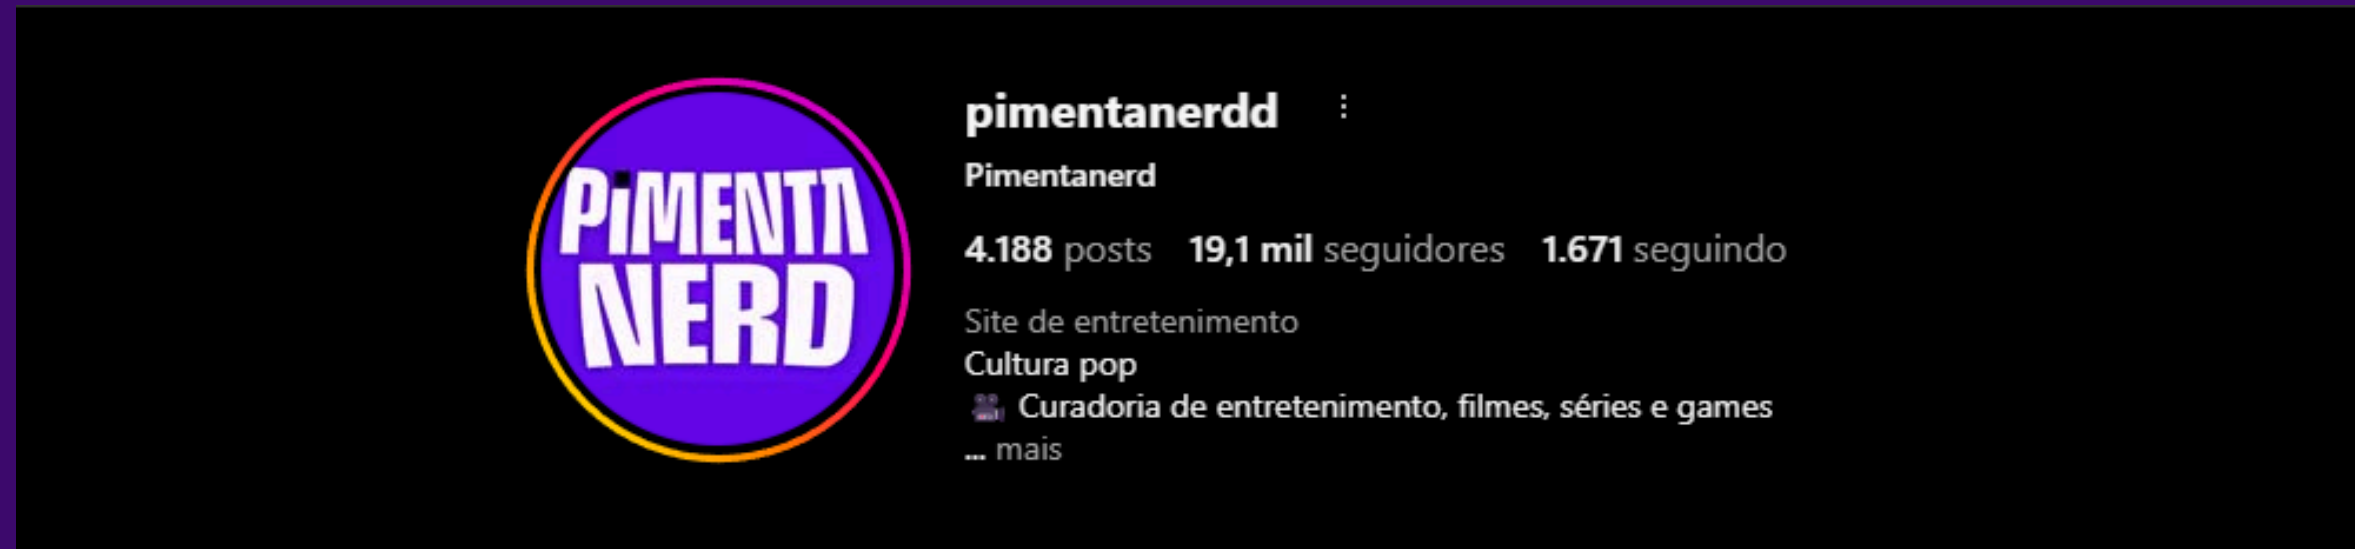 PiMENTA
NERD
pimentanerdd
Pimentanerd
4.188 posts 19,1 mil seguidores 1.671 seguindo
Site de entretenimento
Cultura pop
🎥 Curadoria de entretenimento, filmes, séries e games
... mais